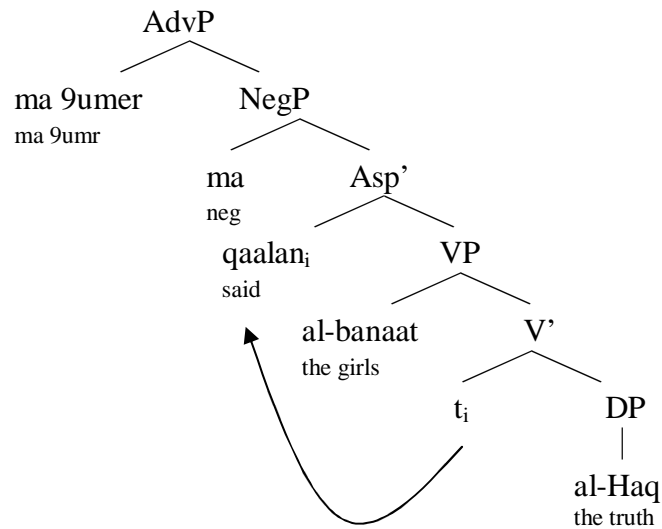 AdvP
ma 9umer NegP
ma 9umr
ma Asp’
neg
qaalanᵢ VP
said
al-banaat V’
the girls
tᵢ DP
al-Haq
the truth